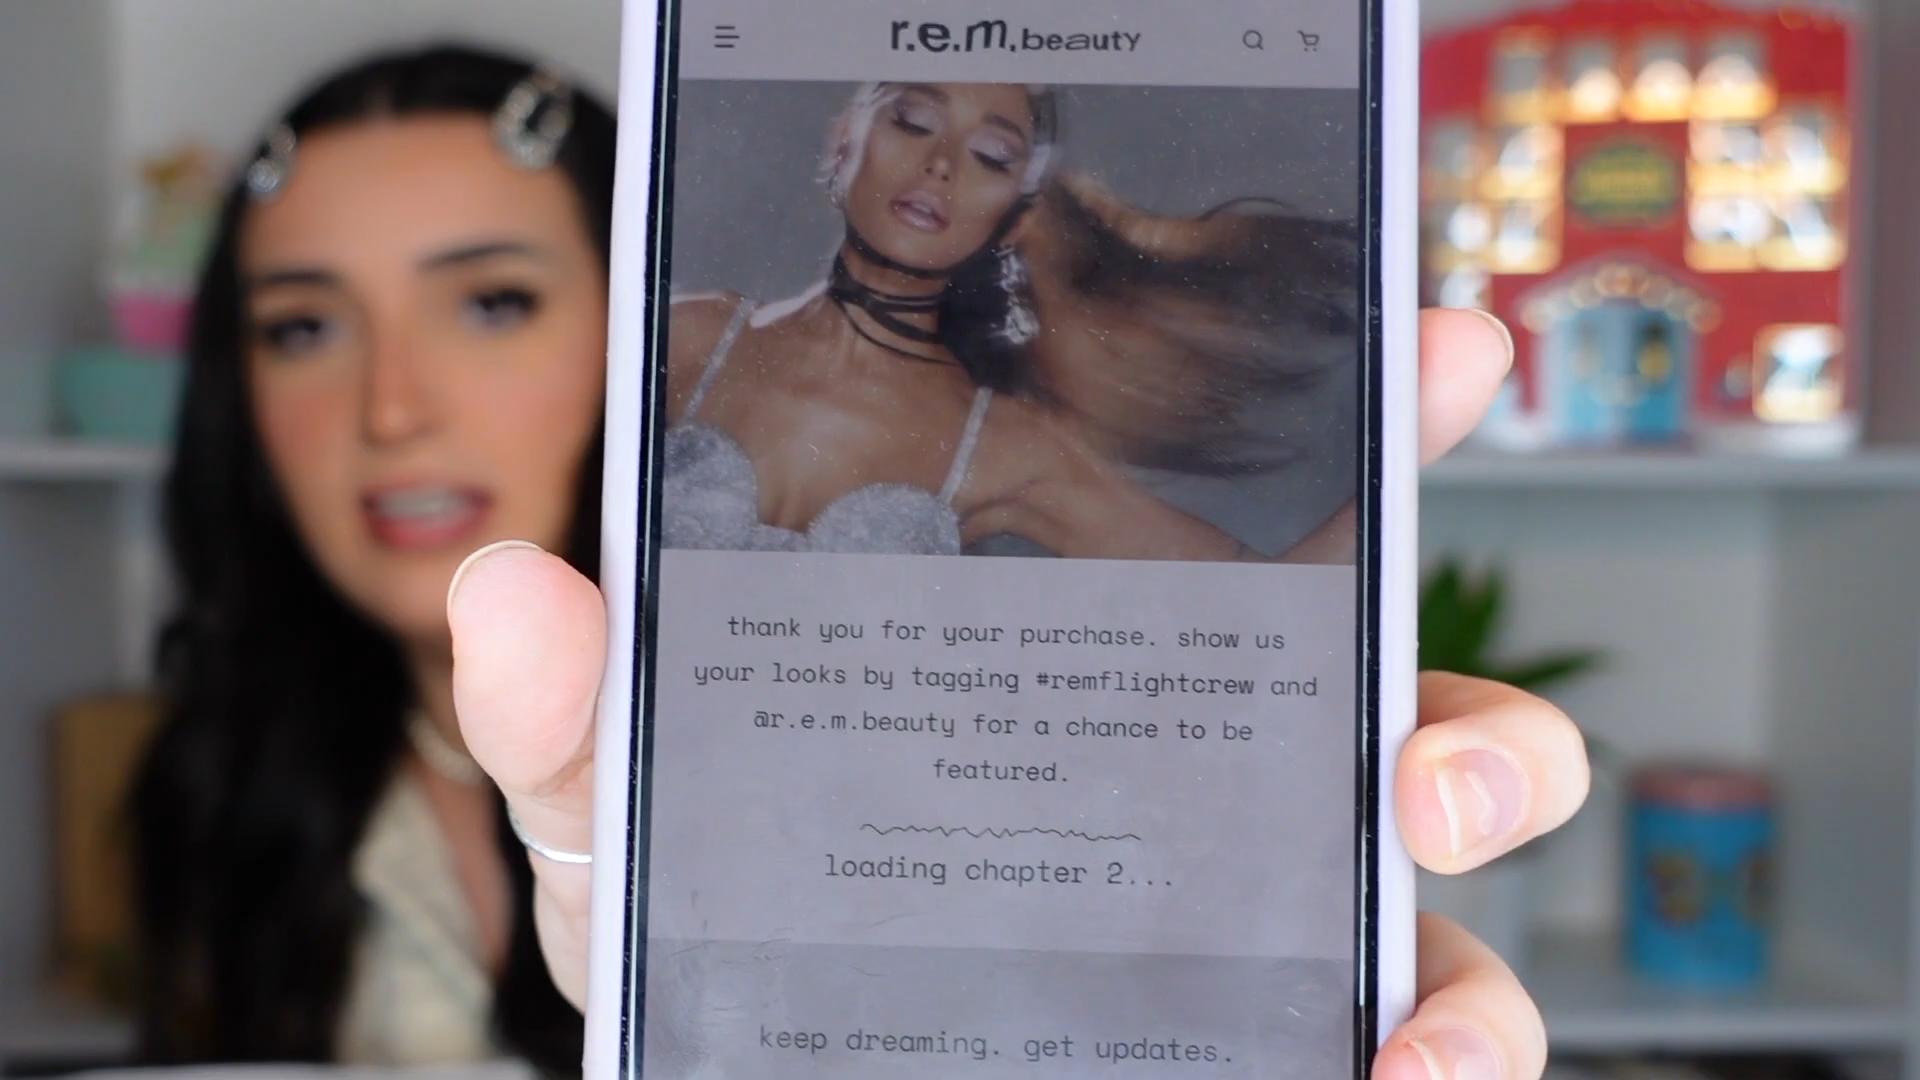 r.e.m.beauty
thank you for your purchase. show us
your looks by tagging #remflightcrew and
@r.e.m.beauty for a chance to be
featured.
loading chapter 2...
keep dreaming. get updates.